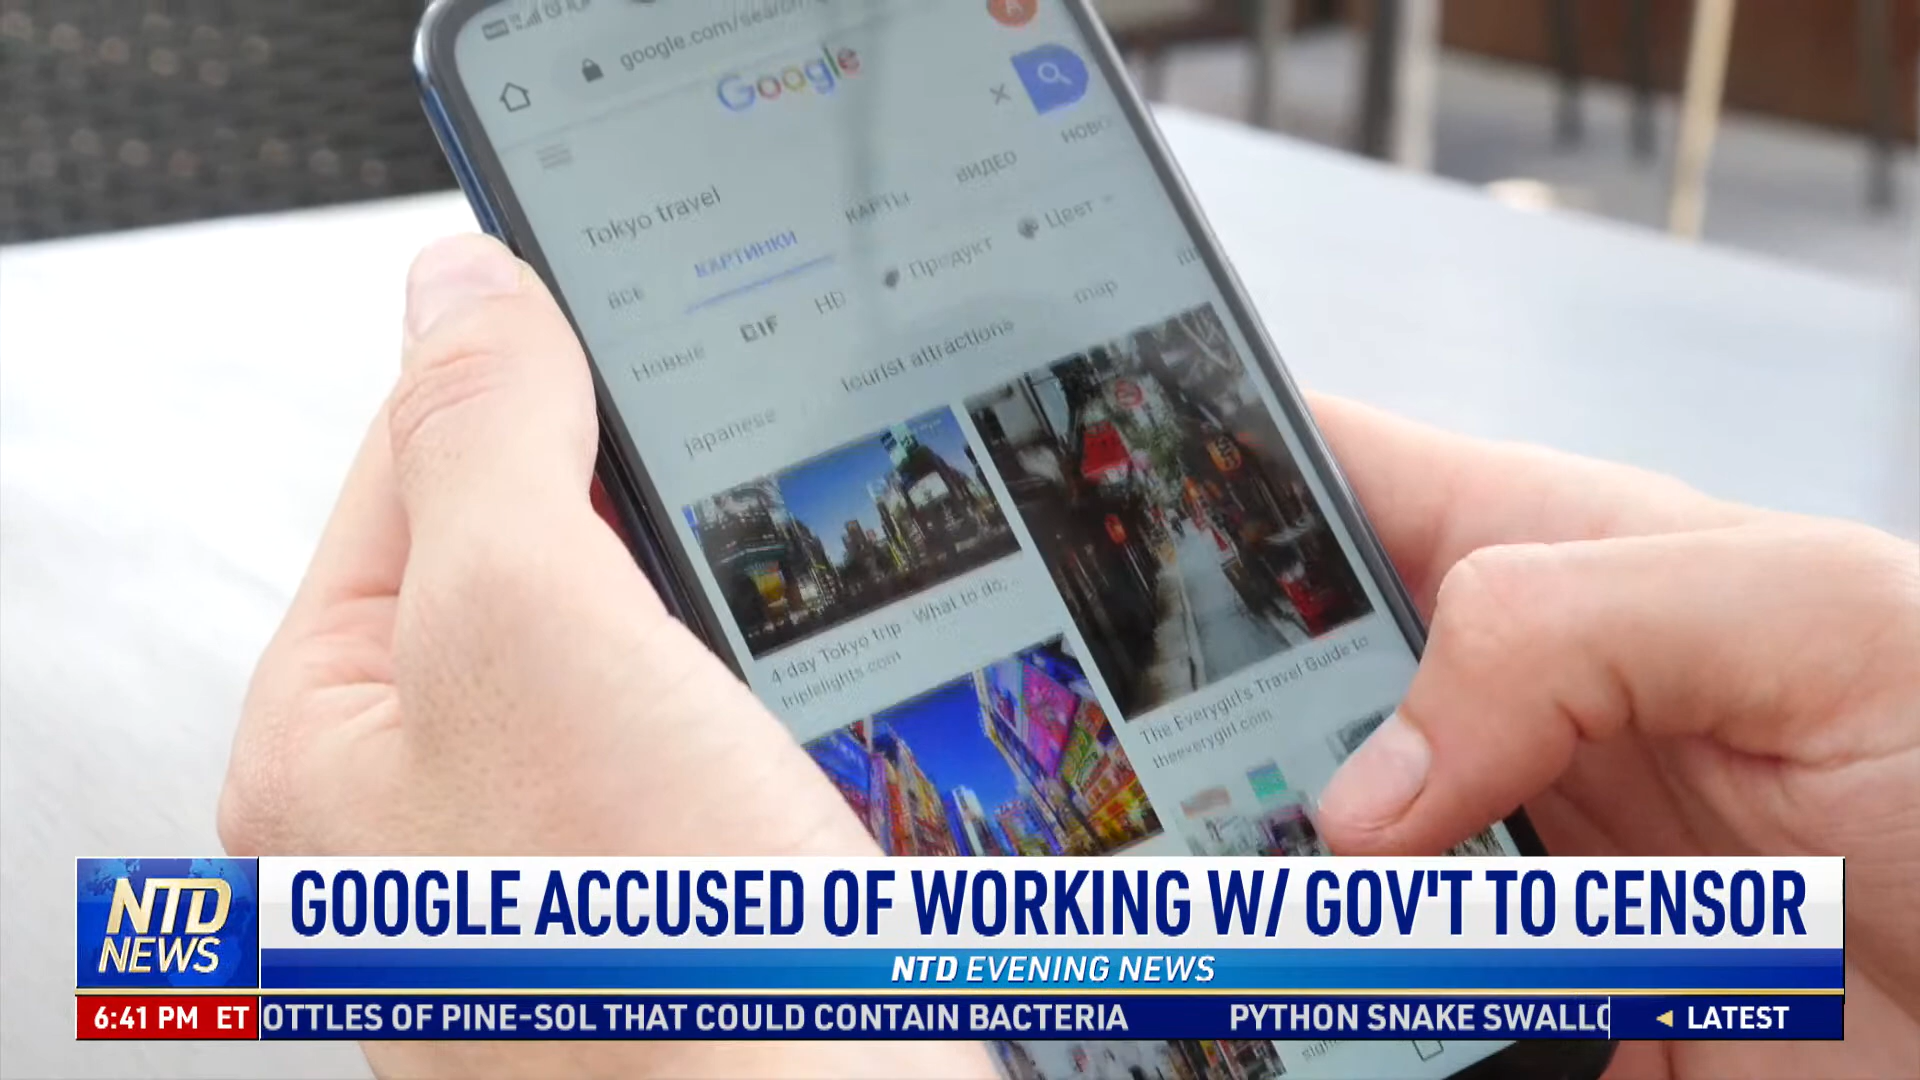 google.com/search
A
Google
Tokyo travel
ВСЕ КАРТИНКИ КАРТЫ ВИДЕО НОВО
Новые GIF HD Продукт Цвет
japanese tourist attractions map
4 day Tokyo trip - What to do, ..
triplelights.com
The Everygirl's Travel Guide to
theeverygirl.com
NTD
NEWS
GOOGLE ACCUSED OF WORKING W/ GOV'T TO CENSOR
NTD EVENING NEWS
6:41 PM ET OTTLES OF PINE-SOL THAT COULD CONTAIN BACTERIA PYTHON SNAKE SWALLO ◄ LATEST